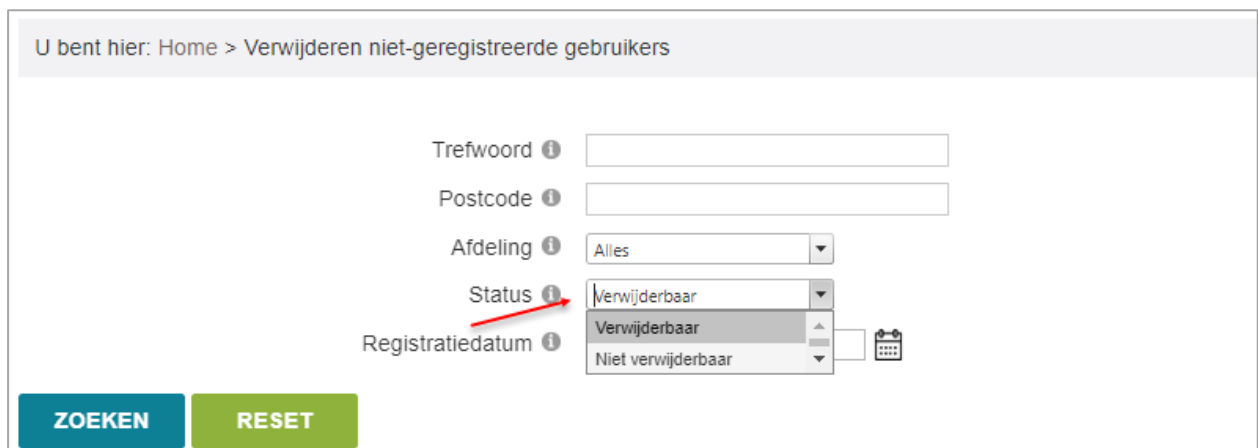 U bent hier: Home > Verwijderen niet-geregistreerde gebruikers
Trefwoord
Postcode
Afdeling Alles
Status Verwijderbaar
Verwijderbaar
Registratiedatum
Niet verwijderbaar
ZOEKEN RESET